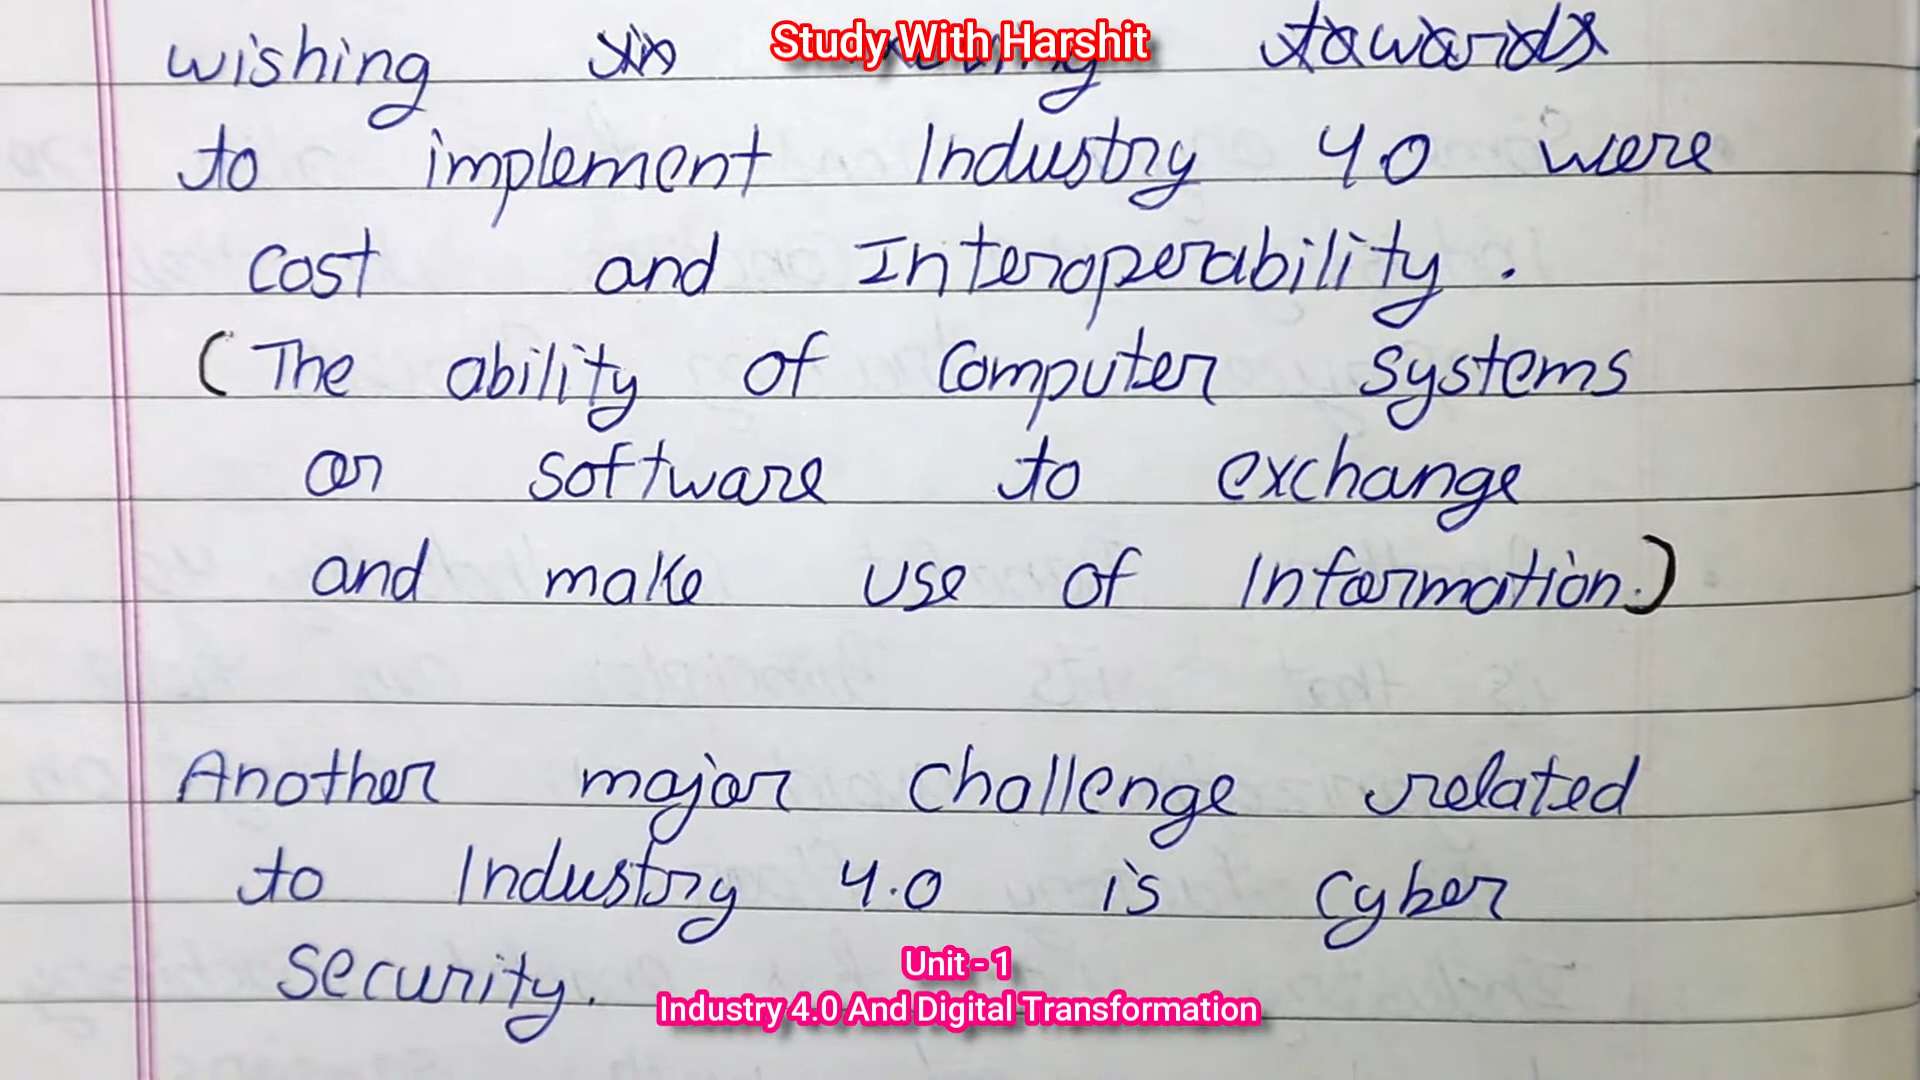 Study With Harshit
wishing
to implement Industry 4.0 were
cost and Interoperability.
(The ability of Computer systems
or software to exchange
and make use of Information.)
Another major challenge related
to Industry 4.0 is cyber
security.
Unit - 1
Industry 4.0 And Digital Transformation